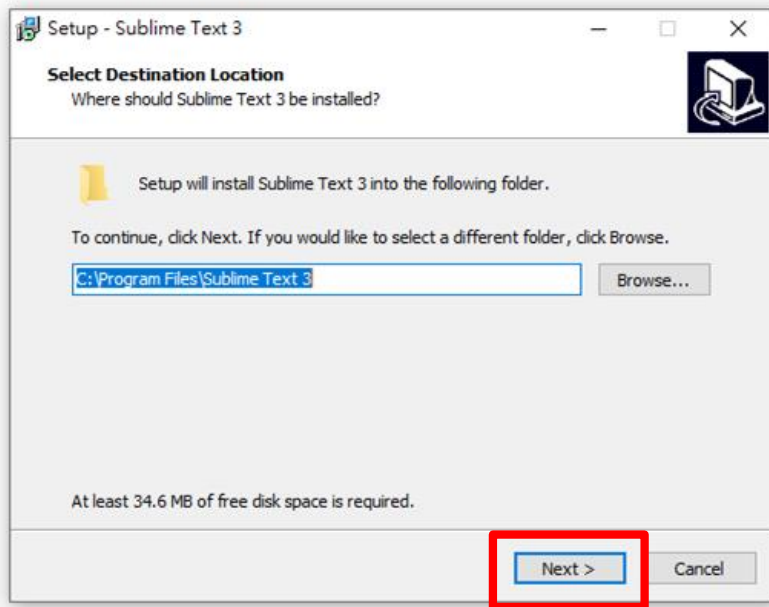 Setup - Sublime Text 3
Select Destination Location
Where should Sublime Text 3 be installed?
Setup will install Sublime Text 3 into the following folder.
To continue, click Next. If you would like to select a different folder, click Browse.
C:\Program Files\Sublime Text 3
Browse...
At least 34.6 MB of free disk space is required.
Next >
Cancel